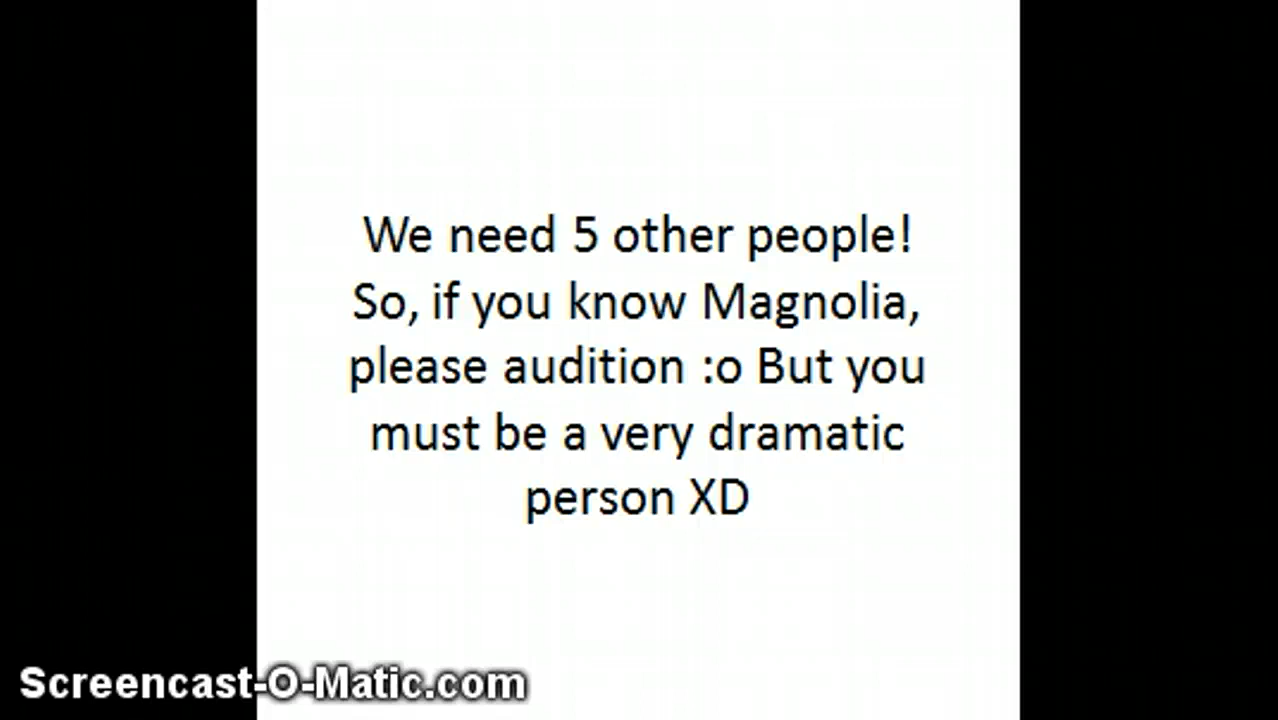 We need 5 other people!
So, if you know Magnolia,
please audition :o But you
must be a very dramatic
person XD
Screencast-O-Matic.com